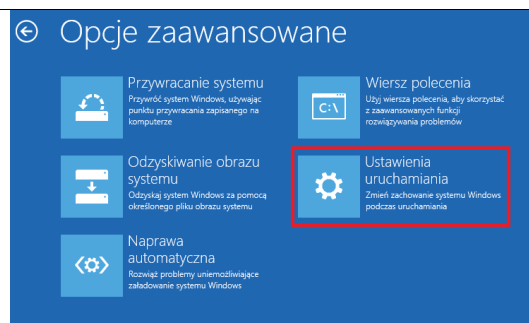 Opcje zaawansowane
Przywracanie systemu
Przywróć system Windows, używając
punktu przywracania zapisanego na
komputerze
Odzyskiwanie obrazu
systemu
Odzyskaj system Windows za pomocą
określonego pliku obrazu systemu
Naprawa
automatyczna
Rozwiąż problemy uniemożliwiające
załadowanie systemu Windows
C:\
Wiersz polecenia
Użyj wiersza polecenia, aby skorzystać
z zaawansowanych funkcji
rozwiązywania problemów
Ustawienia
uruchamiania
Zmień zachowanie systemu Windows
podczas uruchamiania